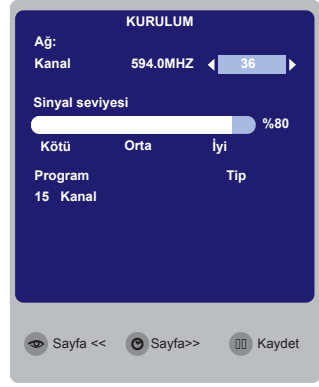 KURULUM
Ağ:
Kanal 594.0MHZ 36
Sinyal seviyesi
%80
Kötü Orta İyi
Program Tip
15 Kanal
Sayfa << Sayfa>> Kaydet